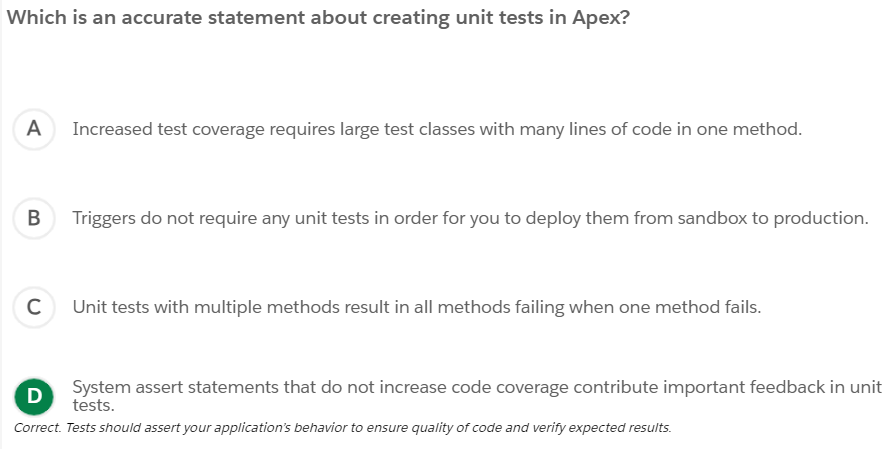 Which is an accurate statement about creating unit tests in Apex?
A Increased test coverage requires large test classes with many lines of code in one method.
B Triggers do not require any unit tests in order for you to deploy them from sandbox to production.
C Unit tests with multiple methods result in all methods failing when one method fails.
D System assert statements that do not increase code coverage contribute important feedback in unit
tests.
Correct. Tests should assert your application's behavior to ensure quality of code and verify expected results.